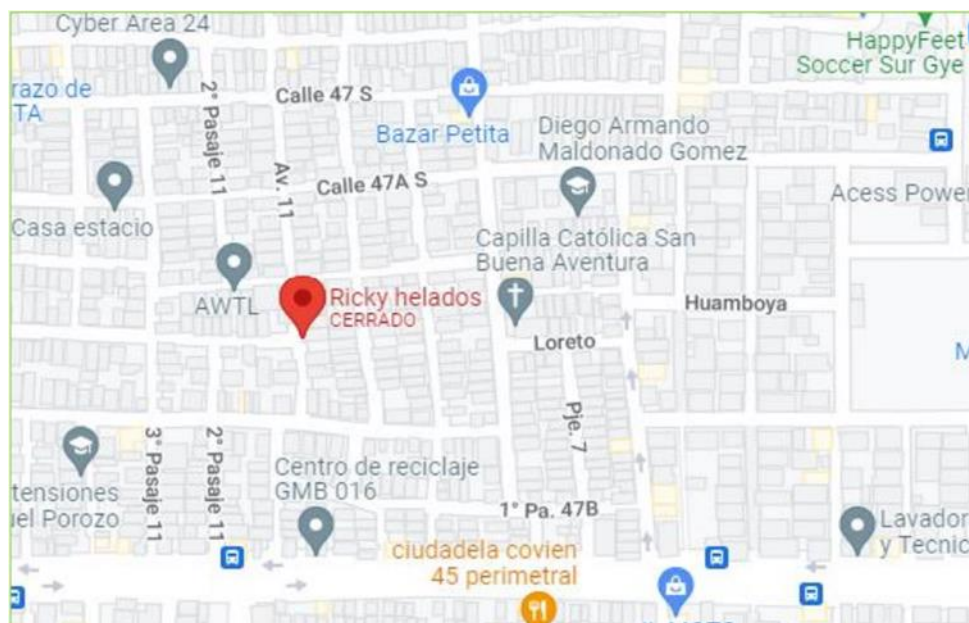 Cyber Area 24
HappyFeet
Soccer Sur Gye
razo de
TA
2° Pasaje 11
Calle 47 S
Bazar Petita
Diego Armando
Maldonado Gomez
Av. 11
Calle 47A S
Acess Power
Casa estacio
Capilla Católica San
Buena Aventura
AWTL
Ricky helados
CERRADO
Huamboya
Loreto
M
Pje. 7
3° Pasaje 11
2° Pasaje 11
Centro de reciclaje
GMB 016
tensiones
uel Porozo
1° Pa. 47B
Lavador
y Tecnic
ciudadela covien
45 perimetral